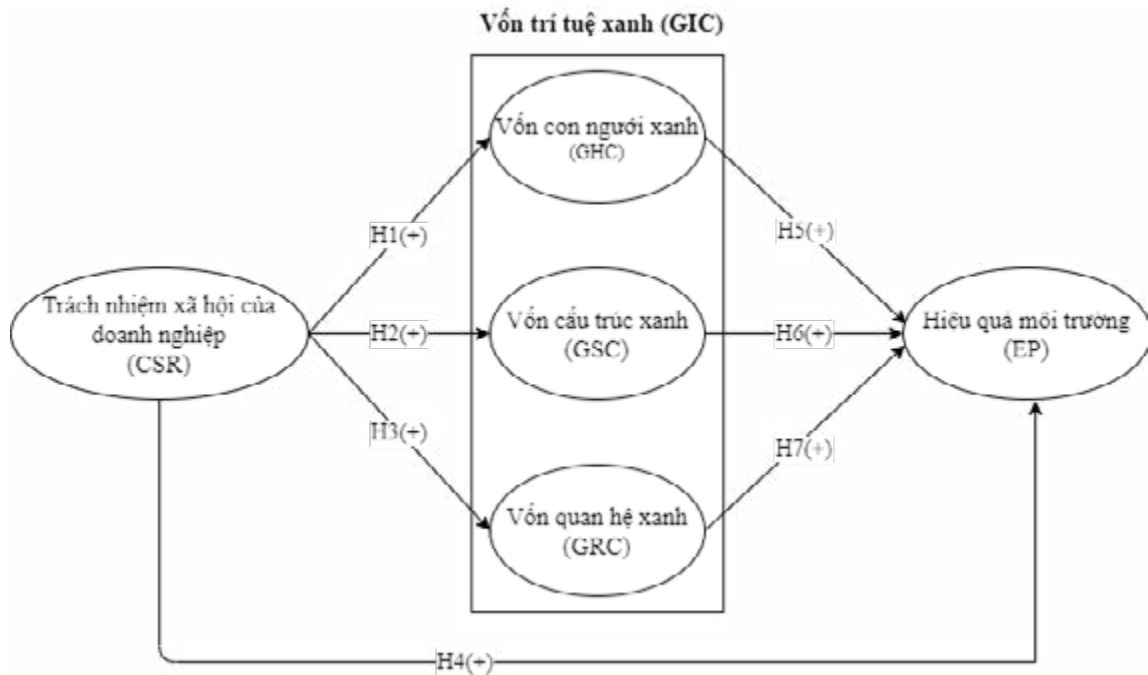 Vốn trí tuệ xanh (GIC)
Vốn con người xanh
(GHC)
H1(+)
H5(+)
Trách nhiệm xã hội của
doanh nghiệp
(CSR)
H2(+)
Vốn cấu trúc xanh
(GSC)
H6(+)
Hiệu quả môi trường
(EP)
H3(+)
H7(+)
Vốn quan hệ xanh
(GRC)
H4(+)